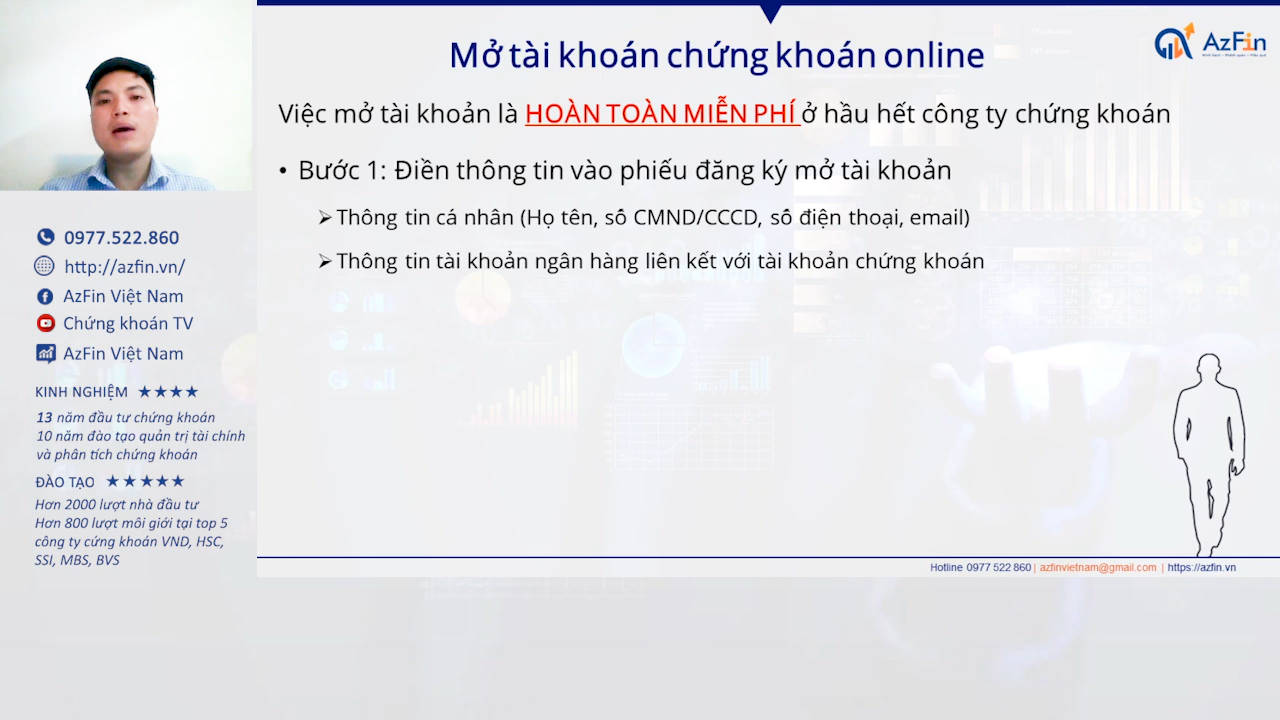 Mở tài khoán chứng khoán online
AzFin
Việc mở tài khoản là HOÀN TOÀN MIỄN PHÍ ở hầu hết công ty chứng khoán
• Bước 1: Điền thông tin vào phiếu đăng ký mở tài khoản
➢ Thông tin cá nhân (Họ tên, số CMND/CCCD, số điện thoại, email)
➢ Thông tin tài khoản ngân hàng liên kết với tài khoản chứng khoán
0977.522.860
http://azfin.vn/
AzFin Việt Nam
Chứng khoán TV
AzFin Việt Nam
KINH NGHIỆM ★★★★
13 năm đầu tư chứng khoán
10 năm đào tạo quản trị tài chính
và phân tích chứng khoán
ĐÀO TẠO ★★★★★
Hơn 2000 lượt nhà đầu tư
Hơn 800 lượt môi giới tại top 5
công ty cứng khoán VND, HSC,
SSI, MBS, BVS
Hotline 0977 522 860 | azfinvietnam@gmail.com | https://azfin.vn